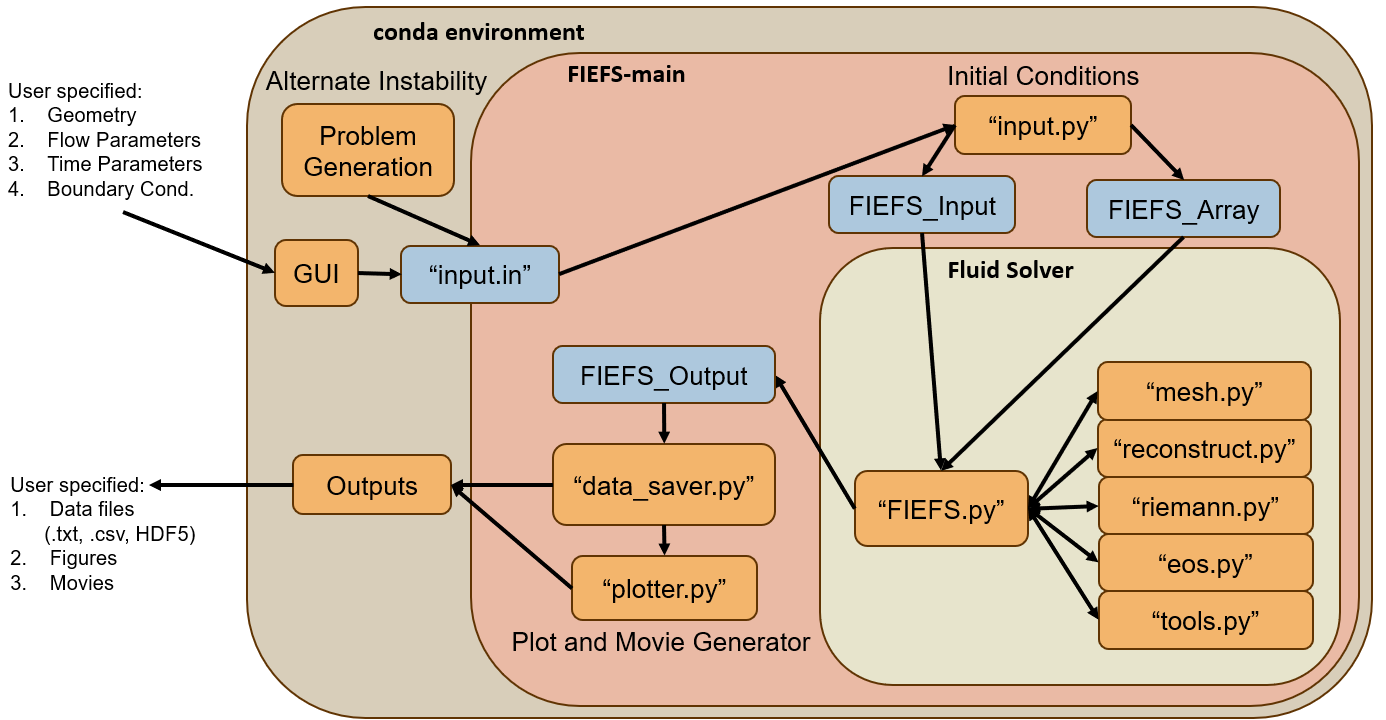 conda environment
FIEFS-main
Alternate Instability
Initial Conditions
User specified:
1. Geometry
2. Flow Parameters
3. Time Parameters
4. Boundary Cond.
Problem
Generation
“input.py”
FIEFS_Input
FIEFS_Array
GUI
“input.in”
Fluid Solver
FIEFS_Output
“mesh.py”
“reconstruct.py”
“riemann.py”
“eos.py”
“tools.py”
“FIEFS.py”
“data_saver.py”
“plotter.py”
Plot and Movie Generator
Outputs
User specified:
1. Data files
(.txt, .csv, HDF5)
2. Figures
3. Movies